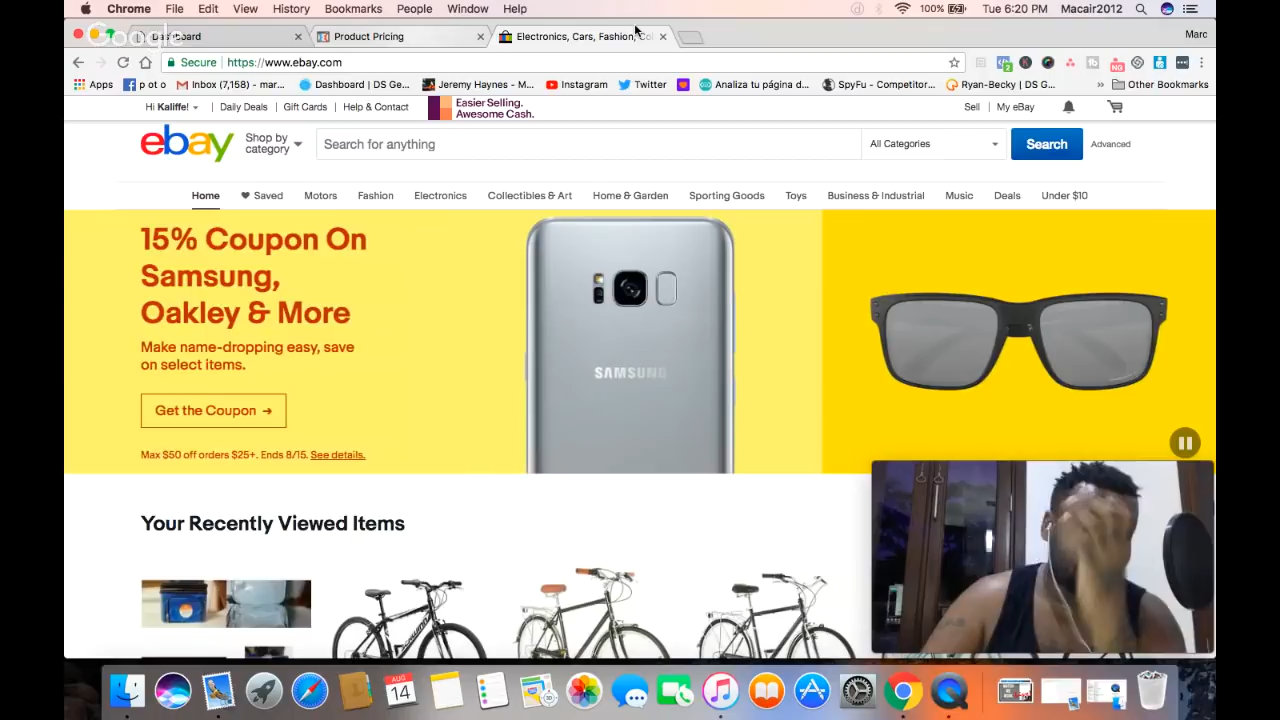 Chrome File Edit View History Bookmarks People Window Help 100% Tue 6:20 PM Macair2012
Google
Dashboard Product Pricing Electronics, Cars, Fashion, Co Marc
Secure https://www.ebay.com
Apps p ot o Inbox (7,158) - mar... Dashboard | DS Ge... Jeremy Haynes - M... Instagram Twitter Analiza tu página d... SpyFu - Competitor... Ryan-Becky | DS G... » Other Bookmarks
Hi Kaliffe! Daily Deals Gift Cards Help & Contact Easier Selling. Sell My eBay
Awesome Cash.
ebay Shop by category Search for anything All Categories Search Advanced
Home Saved Motors Fashion Electronics Collectibles & Art Home & Garden Sporting Goods Toys Business & Industrial Music Deals Under $10
15% Coupon On
Samsung,
Oakley & More
Make name-dropping easy, save
on select items.
Get the Coupon →
Max $50 off orders $25+. Ends 8/15. See details.
SAMSUNG
Your Recently Viewed Items
AUG
14